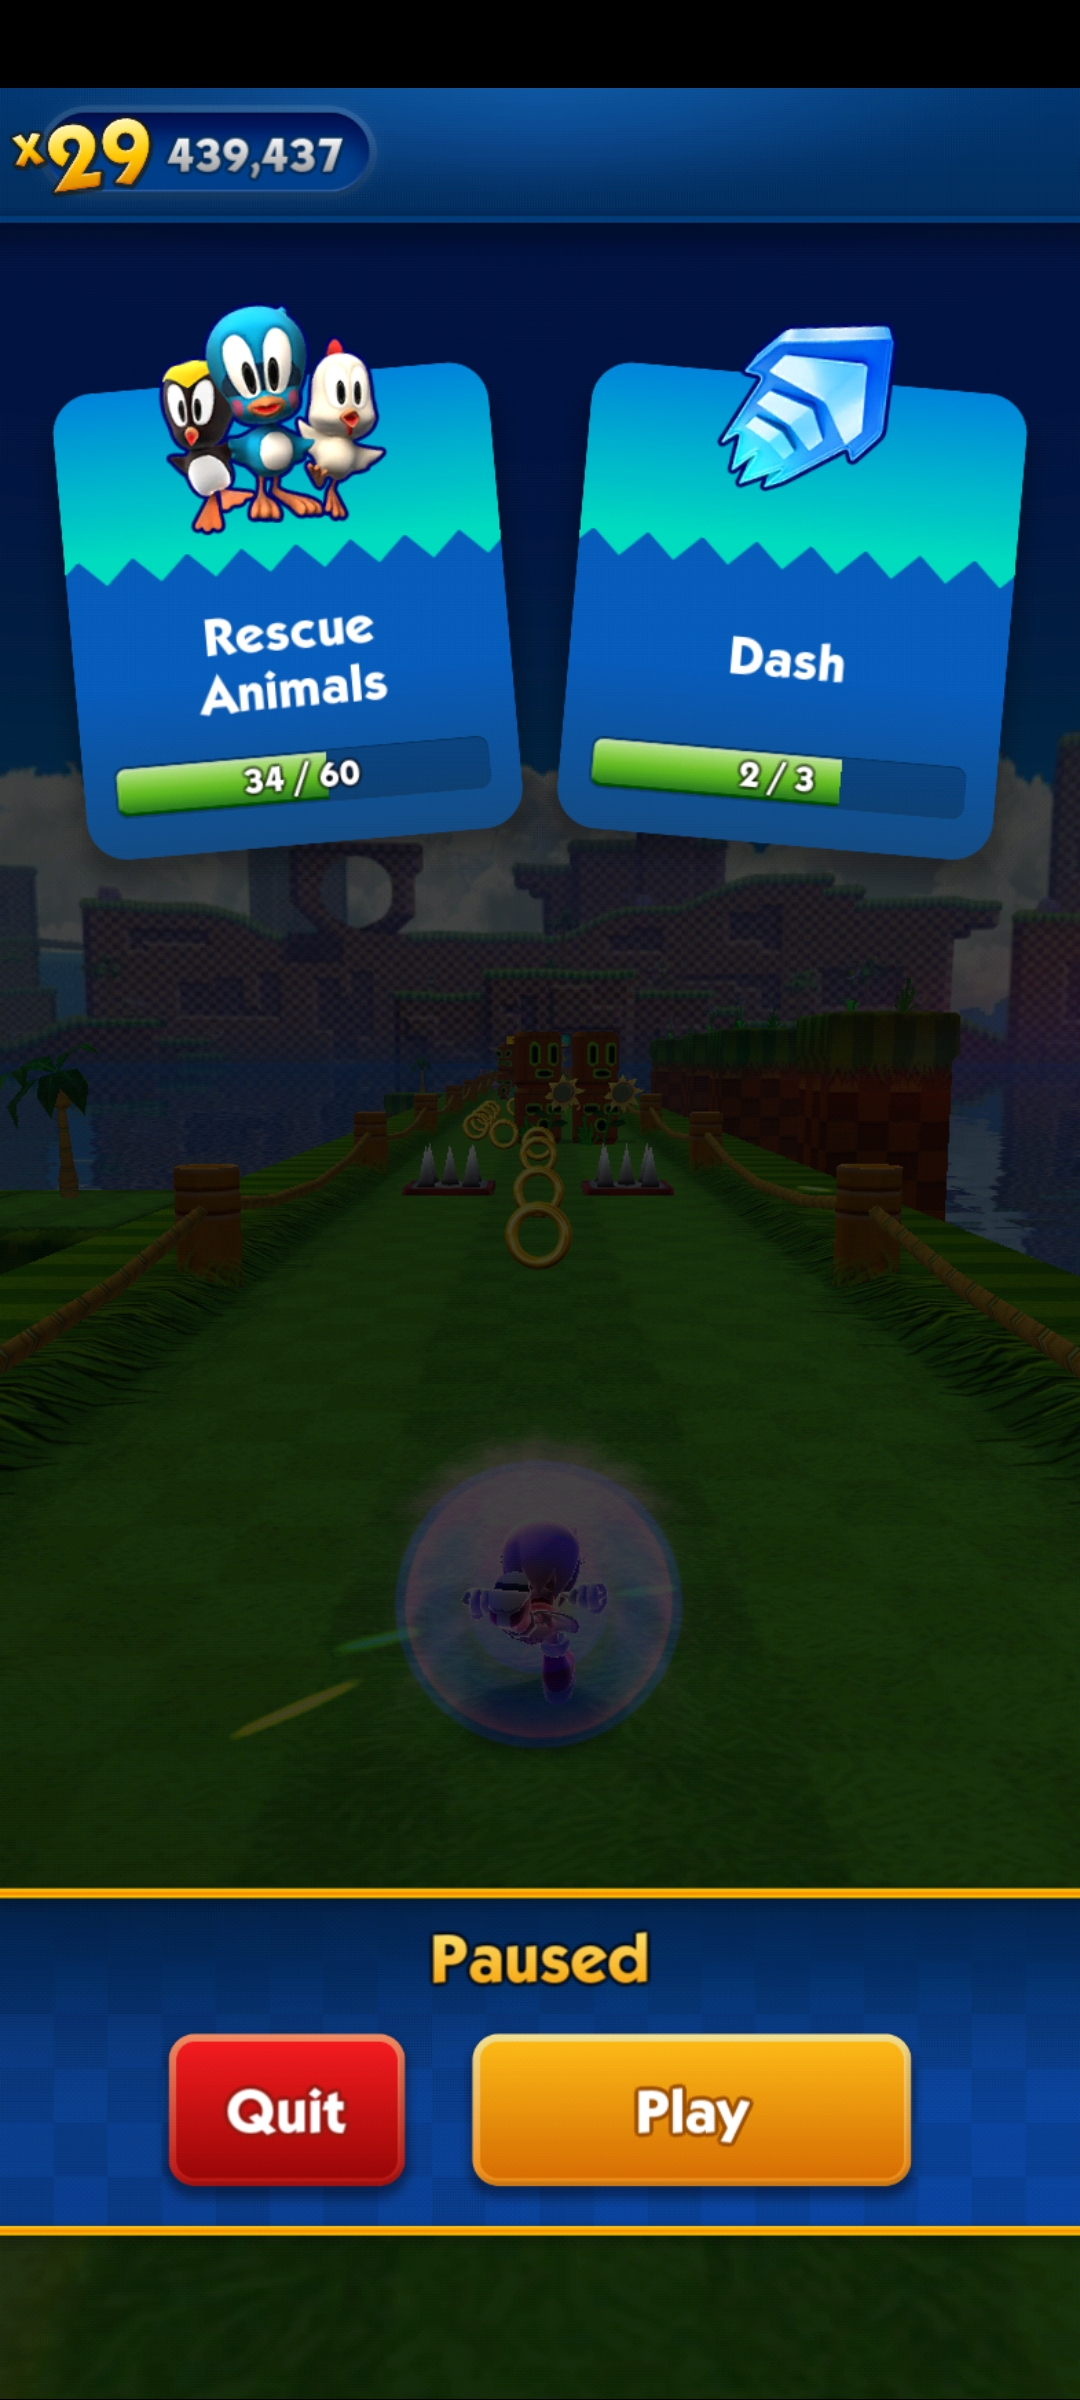 x29 439,437
Rescue
Animals
34 / 60
Dash
2 / 3
Paused
Quit
Play